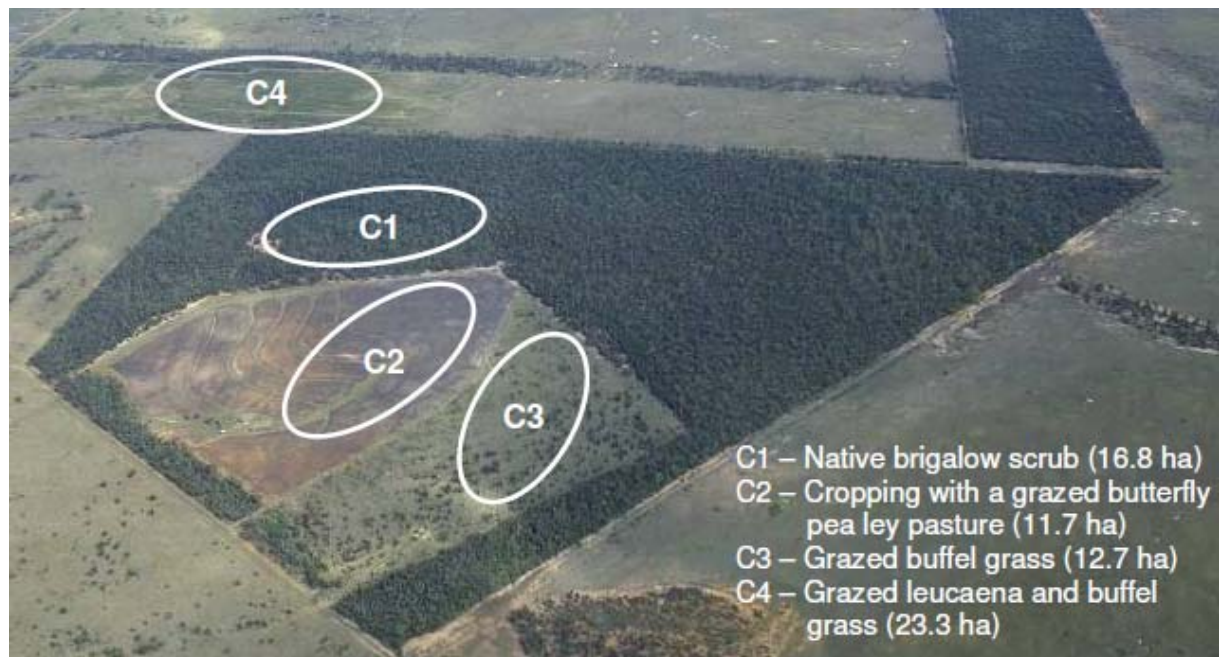 C4
C1
C2
C3
C1 – Native brigalow scrub (16.8 ha)
C2 – Cropping with a grazed butterfly
pea ley pasture (11.7 ha)
C3 – Grazed buffel grass (12.7 ha)
C4 – Grazed leucaena and buffel
grass (23.3 ha)